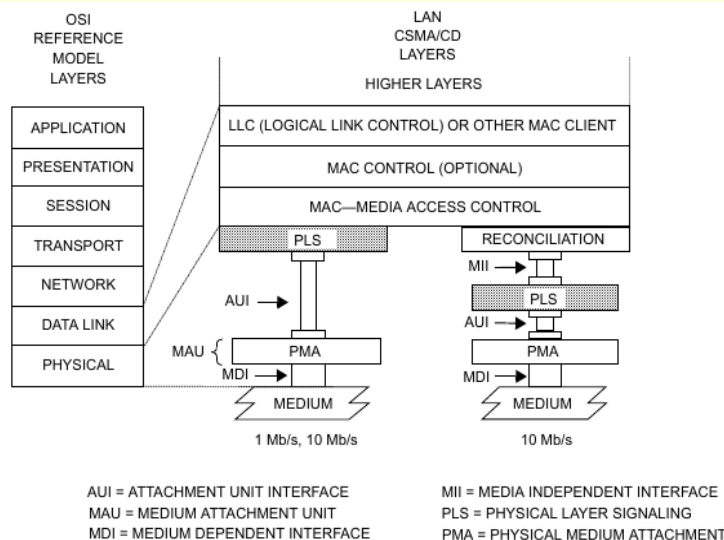 OSI
REFERENCE
MODEL
LAYERS
APPLICATION
PRESENTATION
SESSION
TRANSPORT
NETWORK
DATA LINK
PHYSICAL
LAN
CSMA/CD
LAYERS
HIGHER LAYERS
LLC (LOGICAL LINK CONTROL) OR OTHER MAC CLIENT
MAC CONTROL (OPTIONAL)
MAC—MEDIA ACCESS CONTROL
PLS
AUI
MAU
PMA
MDI
MEDIUM
1 Mb/s, 10 Mb/s
RECONCILIATION
MII
PLS
AUI
PMA
MDI
MEDIUM
10 Mb/s
AUI = ATTACHMENT UNIT INTERFACE
MAU = MEDIUM ATTACHMENT UNIT
MDI = MEDIUM DEPENDENT INTERFACE
MII = MEDIA INDEPENDENT INTERFACE
PLS = PHYSICAL LAYER SIGNALING
PMA = PHYSICAL MEDIUM ATTACHMENT